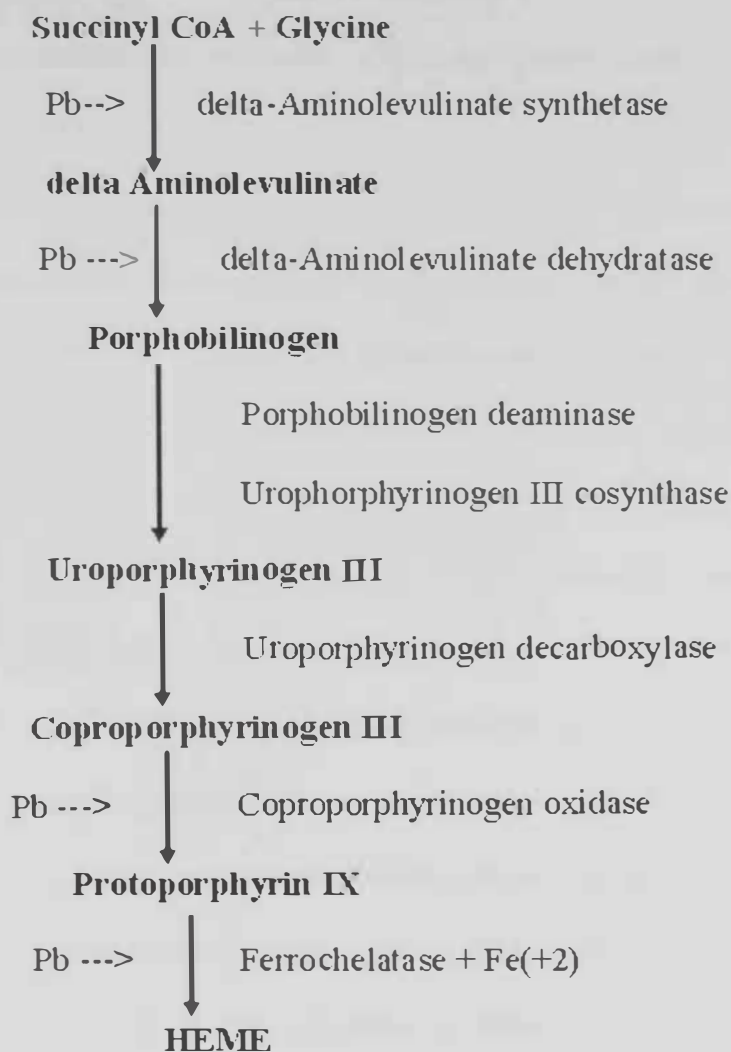 Succinyl CoA + Glycine
Pb--> delta-Aminolevulinate synthetase
delta Aminolevulinate
Pb ---> delta-Aminolevulinate dehydratase
Porphobilinogen
Porphobilinogen deaminase
Urophorphyrinogen III cosynthase
Uroporphyrinogen III
Uroporphyrinogen decarboxylase
Coproporphyrinogen III
Pb ---> Coproporphyrinogen oxidase
Protoporphyrin IX
Pb ---> Ferrochelatase + Fe(+2)
HEME